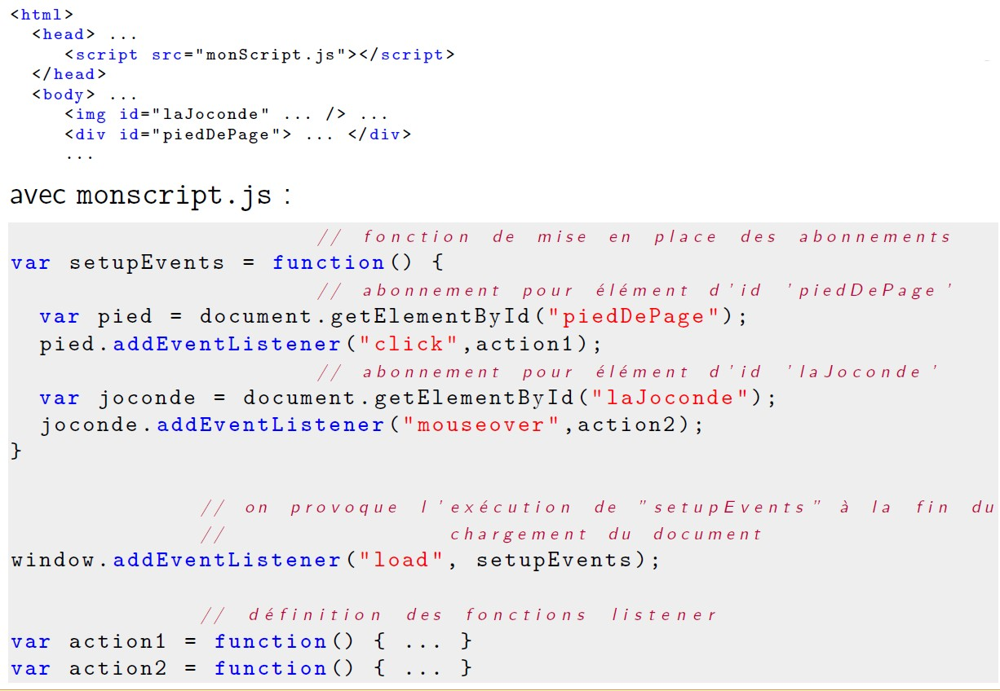 <html>
<head> ...
<script src="monScript.js"></script>
</head>
<body> ...
<img id="laJoconde" ... /> ...
<div id="piedDePage"> ... </div>
...
avec monscript.js :
// fonction de mise en place des abonnements
var setupEvents = function() {
// abonnement pour élément d'id 'piedDePage'
var pied = document.getElementById("piedDePage");
pied.addEventListener("click",action1);
// abonnement pour élément d'id 'laJoconde'
var joconde = document.getElementById("laJoconde");
joconde.addEventListener("mouseover",action2);
}
// on provoque l'exécution de "setupEvents" à la fin du
// chargement du document
window.addEventListener("load", setupEvents);
// définition des fonctions listener
var action1 = function() { ... }
var action2 = function() { ... }